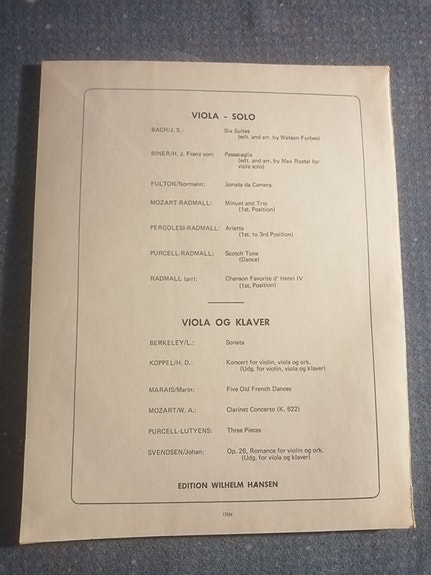 VIOLA - SOLO
BACH/J. S.: Six Suites
(edt. and arr. by Watson Forbes)
BINER/H. J. Franz von: Passacaglia
(edt. and arr. by Max Rostal for
viola solo)
FULTON/Normann: Sonata da Camera
MOZART-RADMALL: Minuet and Trio
(1st. Position)
PERGOLESI-RADMALL: Arietta
(1st. to 3rd Position)
PURCELL-RADMALL: Scotch Tune
(Dance)
RADMALL (arr): Chanson Favorite d' Henri IV
(1st. Position)
VIOLA OG KLAVER
BERKELEY/L.: Sonata
KOPPEL/H. D.: Koncert for violin, viola og ork.
(Udg. for violin, viola og klaver)
MARAIS/Marin: Five Old French Dances
MOZART/W. A.: Clarinet Concerto (K. 622)
PURCELL-LUTYENS: Three Pieces
SVENDSEN/Johan: Op. 26, Romance for violin og ork.
(Udg. for viola og klaver)
EDITION WILHELM HANSEN